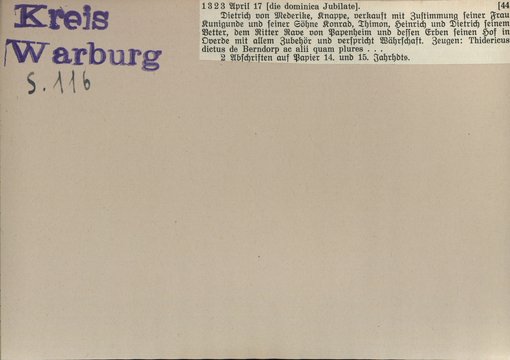 Kreis
Warburg
S. 116
1323 April 17 [die dominica Jubilate]. [44
Dietrich von Mederike, Knappe, verkauft mit Zustimmung seiner Frau
Kunigunde und seiner Söhne Konrad, Thimon, Heinrich und Dietrich seinem
Vetter, dem Ritter Rave von Papenheim und dessen Erben seinen Hof in
Overde mit allem Zubehör und verspricht Währschaft. Zeugen: Thidericus
dictus de Berndorp ac alii quam plures . . .
2 Abschriften auf Papier 14. und 15. Jahrhdts.